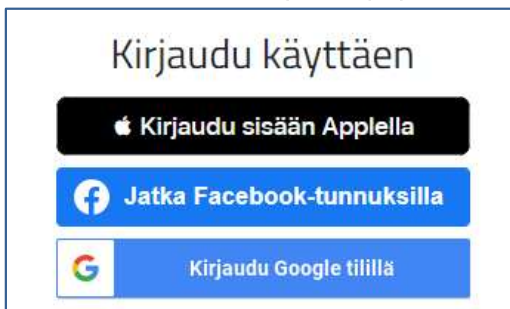 Kirjaudu käyttäen
Kirjaudu sisään Applella
Jatka Facebook-tunnuksilla
Kirjaudu Google tilillä